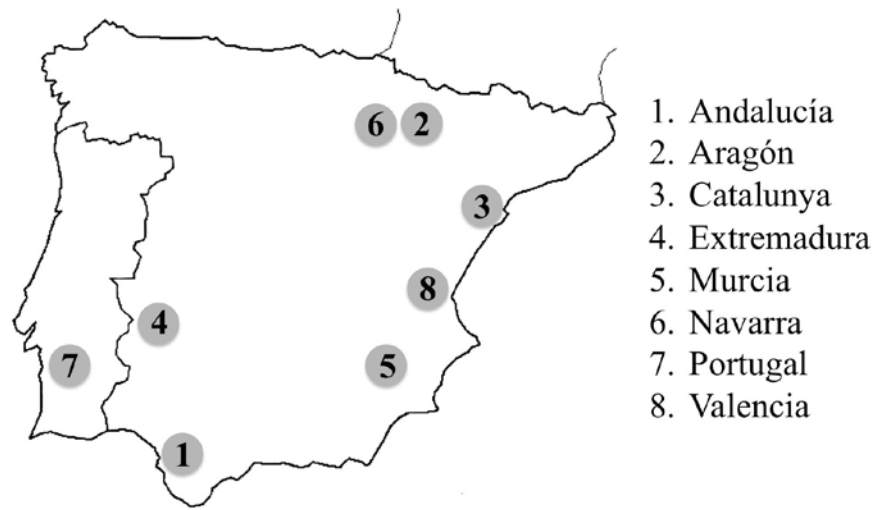 6
2
3
8
4
7
5
1
1. Andalucía
2. Aragón
3. Catalunya
4. Extremadura
5. Murcia
6. Navarra
7. Portugal
8. Valencia